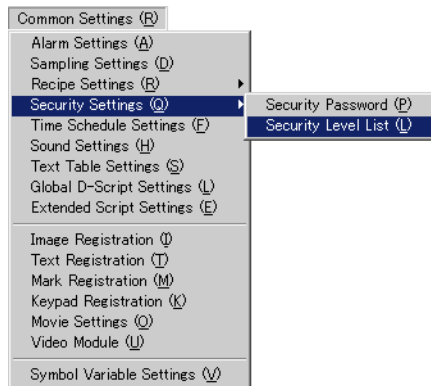 Common Settings (R)
Alarm Settings (A)
Sampling Settings (D)
Recipe Settings (R)
Security Settings (Q)
Security Password (P)
Time Schedule Settings (F)
Security Level List (L)
Sound Settings (H)
Text Table Settings (S)
Global D-Script Settings (L)
Extended Script Settings (E)
Image Registration (I)
Text Registration (T)
Mark Registration (M)
Keypad Registration (K)
Movie Settings (O)
Video Module (U)
Symbol Variable Settings (V)